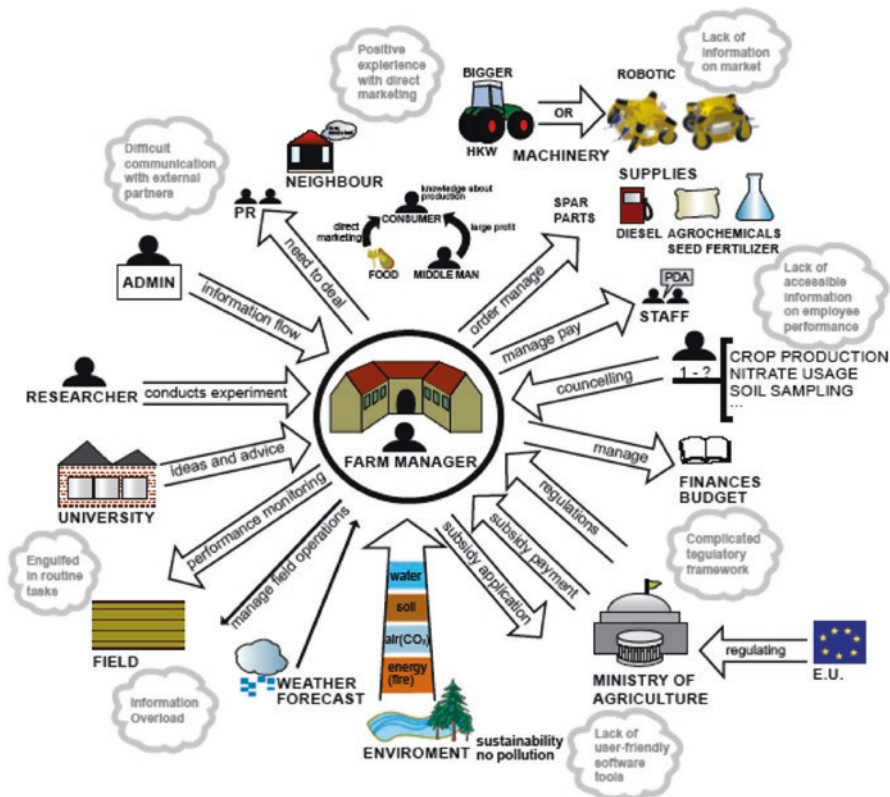 Positive
expierience
with direct
marketing
Lack of
information
on market
BIGGER
ROBOTIC
OR
HKW
MACHINERY
Difficult
communication
with external
partners
NEIGHBOUR
PR
knowledge about
production
CONSUMER
direct
marketing
large profit
FOOD
MIDDLE MAN
SUPPLIES
SPAR
PARTS
DIESEL
AGROCHEMICALS
SEED FERTILIZER
ADMIN
need to deal
information flow
order manage
PDA
STAFF
manage pay
Lack of
accessible
information
on employee
performance
RESEARCHER
conducts experiment
councelling
1 - ?
CROP PRODUCTION
NITRATE USAGE
SOIL SAMPLING
...
FARM MANAGER
UNIVERSITY
ideas and advice
manage
FINANCES
BUDGET
performance monitoring
manage field operations
regulations
subsidy payment
subsidy application
Engulfed
in routine
tasks
Complicated
tegulatory
framework
FIELD
WEATHER
FORECAST
water
soil
air(CO₂)
energy
(fire)
MINISTRY OF
AGRICULTURE
regulating
E.U.
Information
Overload
ENVIROMENT
sustainability
no pollution
Lack of
user-friendly
software
tools